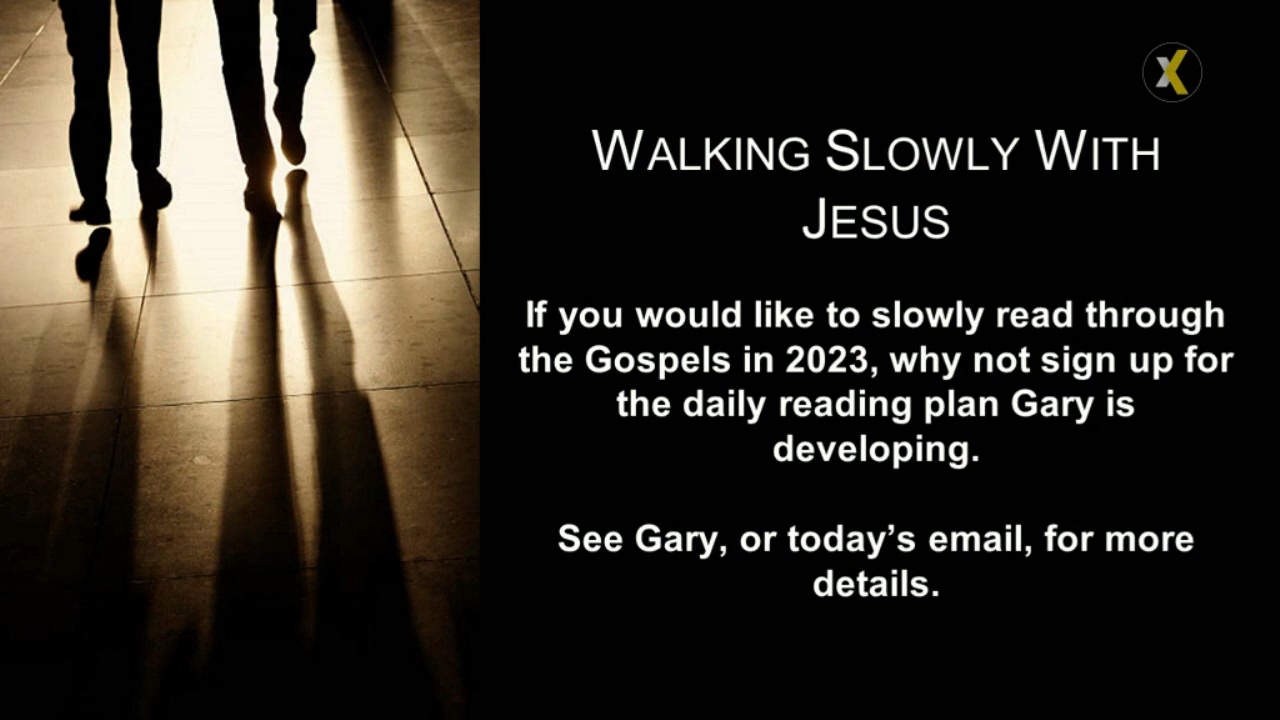 WALKING SLOWLY WITH
JESUS
If you would like to slowly read through
the Gospels in 2023, why not sign up for
the daily reading plan Gary is
developing.
See Gary, or today’s email, for more
details.